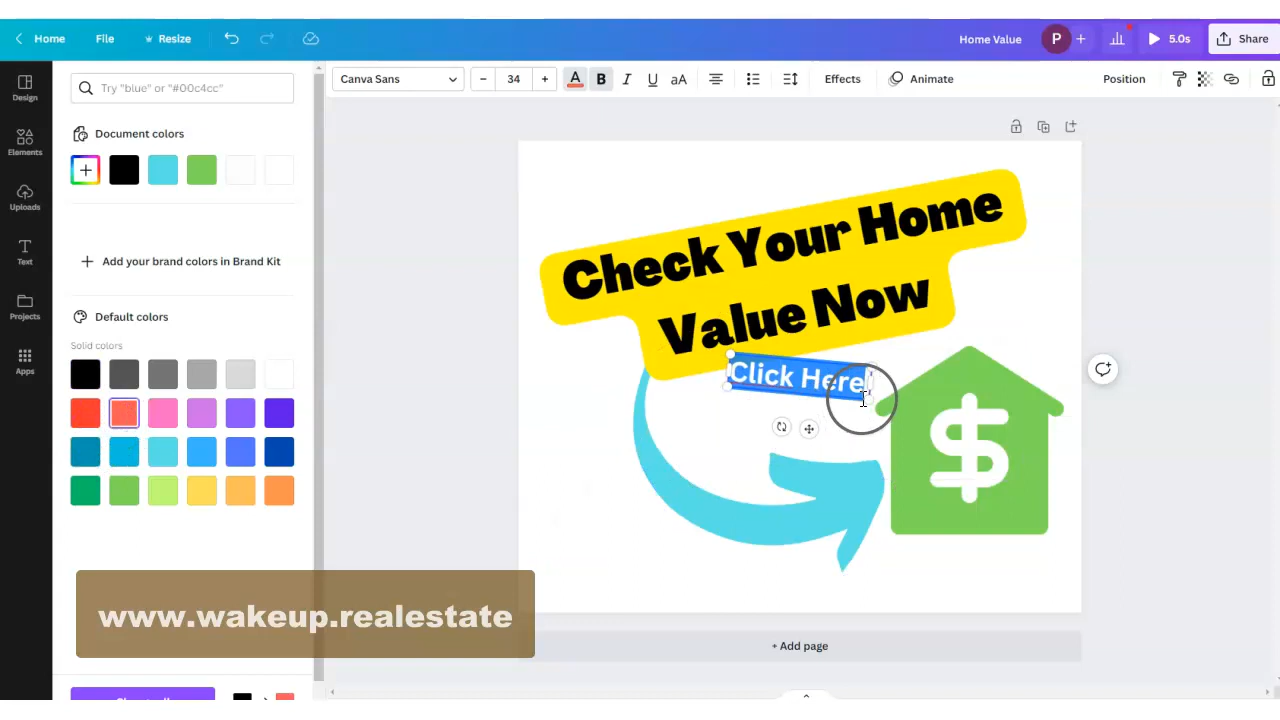 Home File Resize Home Value P 5.0s Share
Canva Sans 34 A B I U aA Effects Animate Position
Design
Elements
Uploads
Text
Projects
Apps
Try "blue" or "#00c4cc"
Document colors
Add your brand colors in Brand Kit
Default colors
Solid colors
Check Your Home
Value Now
Click Here!
$
+ Add page
www.wakeup.realestate